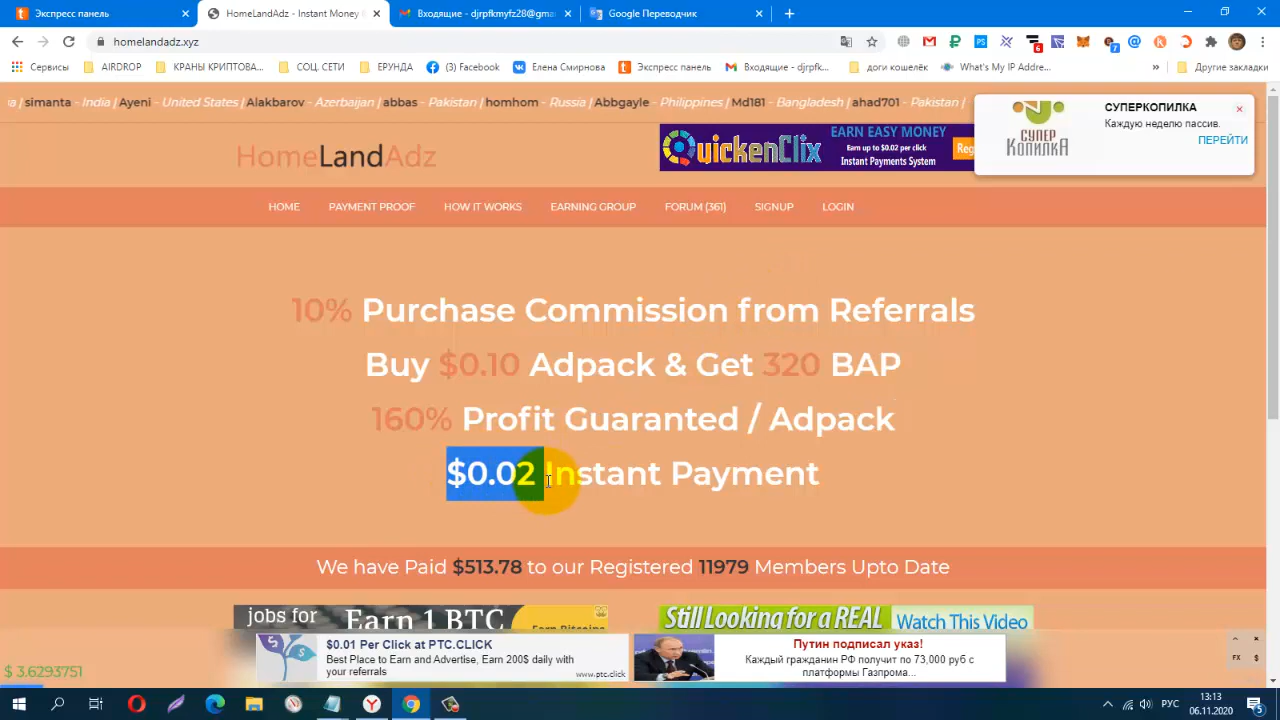 Экспресс панель
HomeLandAdz - Instant Money
Входящие - djrpfkmyfz28@gma
Google Переводчик
homelandadz.xyz
Сервисы
AIRDROP
КРАНЫ КРИПТОВА...
СОЦ. СЕТИ
ЕРУНДА
(3) Facebook
Елена Смирнова
Экспресс панель
Входящие - djrpfk...
доги кошелёк
What's My IP Addre...
»
Другие закладки
simanta - India | Ayeni - United States | Alakbarov - Azerbaijan | abbas - Pakistan | homhom - Russia | Abbgayle - Philippines | Md181 - Bangladesh | ahad701 - Pakistan |
СУПЕРКОПИЛКА
Каждую неделю пассив.
ПЕРЕЙТИ
СУПЕР
КОПИЛКА
HomeLandAdz
QuickenClix
EARN EASY MONEY
Earn up to $0.02 per click
Instant Payments System
Reg
HOME
PAYMENT PROOF
HOW IT WORKS
EARNING GROUP
FORUM (361)
SIGNUP
LOGIN
10% Purchase Commission from Referrals
Buy $0.10 Adpack & Get 320 BAP
160% Profit Guaranted / Adpack
$0.02 Instant Payment
We have Paid $513.78 to our Registered 11979 Members Upto Date
jobs for
Earn 1 BTC
Earn Bitcoins
Still Looking for a REAL
Watch This Video
$0.01 Per Click at PTC.CLICK
Best Place to Earn and Advertise, Earn 200$ daily with
your referrals
www.ptc.click
Путин подписал указ!
Каждый гражданин РФ получит по 73,000 руб с
платформы Газпрома...
FX $
$ 3.6293751
РУС
13:13
06.11.2020